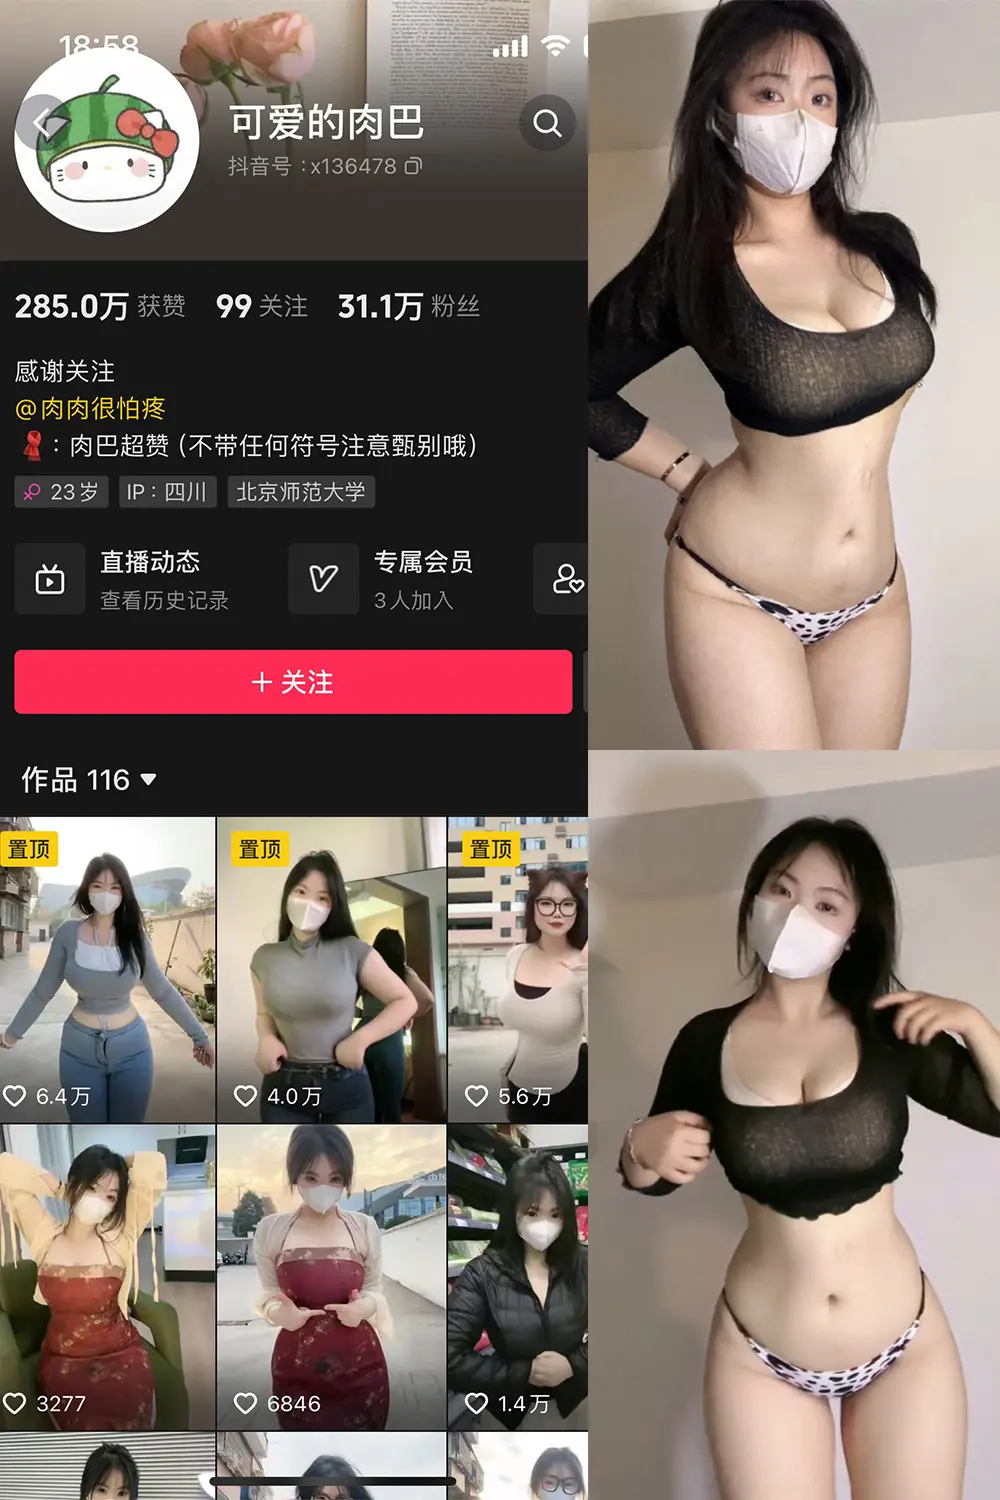 18:58
可爱的肉巴
抖音号：x136478
285.0万 获赞 99 关注 31.1万 粉丝
感谢关注
@肉肉很怕疼
：肉巴超赞（不带任何符号注意甄别哦）
23岁 IP：四川 北京师范大学
直播动态 专属会员
查看历史记录 3人加入
+ 关注
作品 116
置顶 置顶 置顶
6.4万 4.0万 5.6万
3277 6846 1.4万